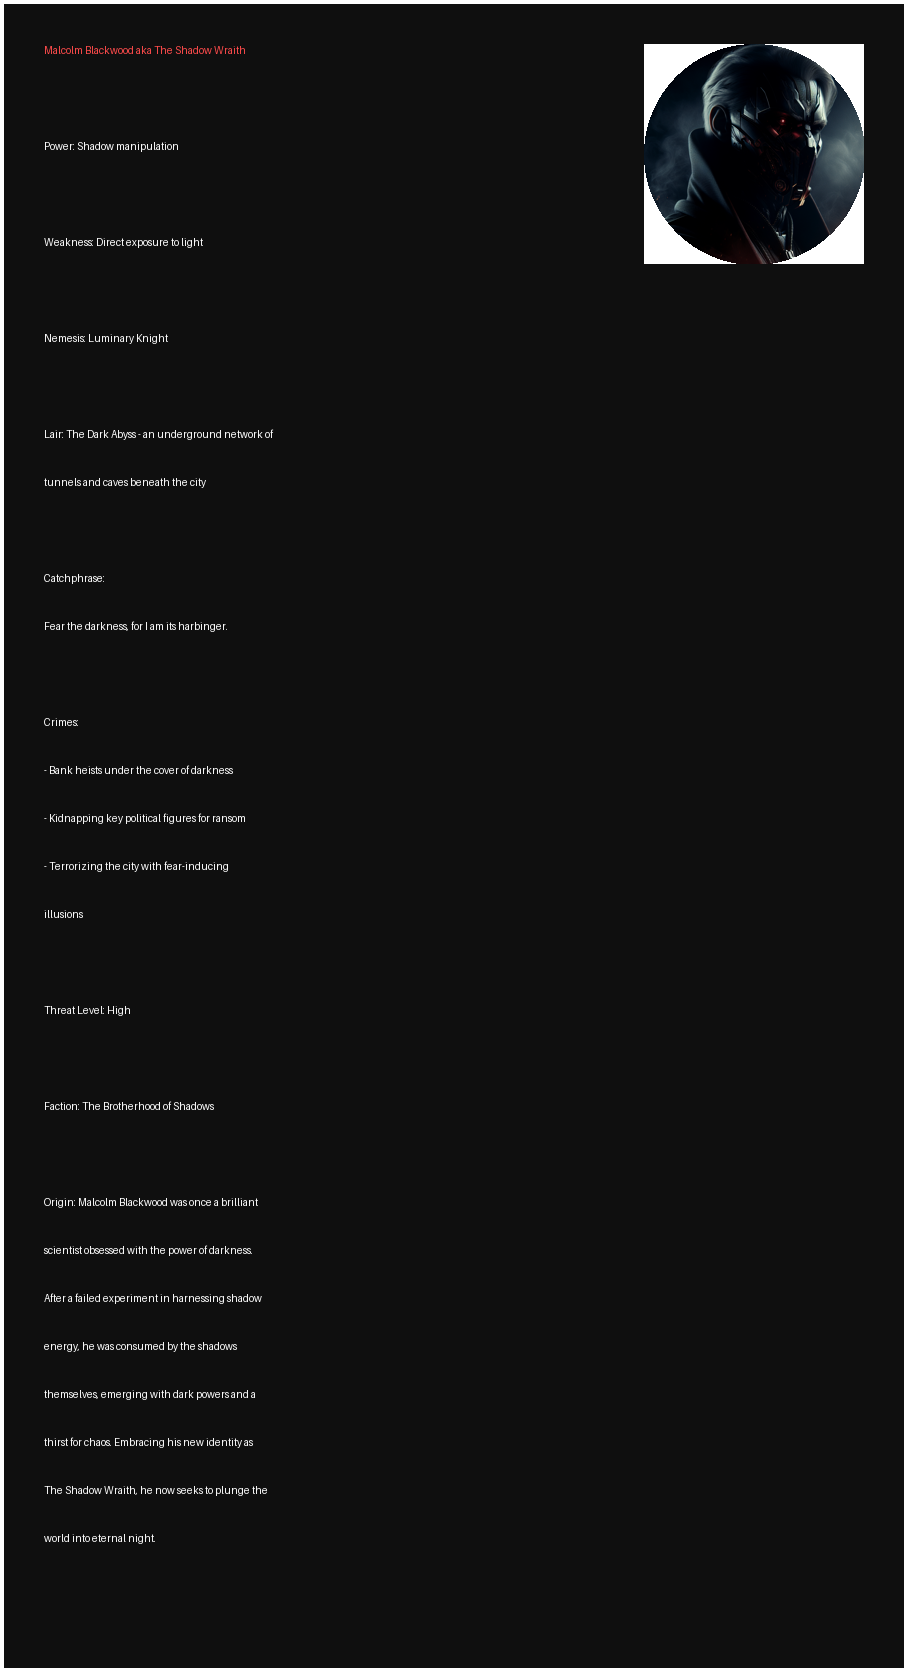 Malcolm Blackwood aka The Shadow Wraith
Power: Shadow manipulation
Weakness: Direct exposure to light
Nemesis: Luminary Knight
Lair: The Dark Abyss - an underground network of
tunnels and caves beneath the city
Catchphrase:
Fear the darkness, for I am its harbinger.
Crimes:
- Bank heists under the cover of darkness
- Kidnapping key political figures for ransom
- Terrorizing the city with fear-inducing
illusions
Threat Level: High
Faction: The Brotherhood of Shadows
Origin: Malcolm Blackwood was once a brilliant
scientist obsessed with the power of darkness.
After a failed experiment in harnessing shadow
energy, he was consumed by the shadows
themselves, emerging with dark powers and a
thirst for chaos. Embracing his new identity as
The Shadow Wraith, he now seeks to plunge the
world into eternal night.